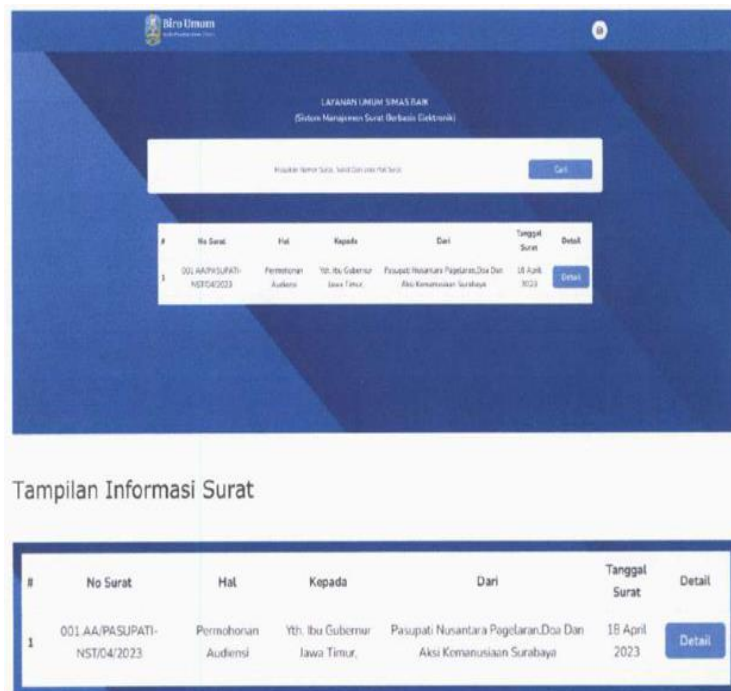 Biro Umum
LAYANAN UMUM SIMAS BAIK
(Sistem Manajemen Surat Berbasis Elektronik)
Cari
# No Surat Hal Kepada Dari Tanggal Surat Detail
1 001.AA/PASUPATI- Permohonan Yth. Ibu Gubernur Pasupati Nusantara Pagelaran,Doa Dan 18 April Detail
NST/04/2023 Audiensi Jawa Timur, Aksi Kemanusiaan Surabaya 2023
Tampilan Informasi Surat
# No Surat Hal Kepada Dari Tanggal Surat Detail
1 001.AA/PASUPATI- Permohonan Yth. Ibu Gubernur Pasupati Nusantara Pagelaran,Doa Dan 18 April Detail
NST/04/2023 Audiensi Jawa Timur, Aksi Kemanusiaan Surabaya 2023